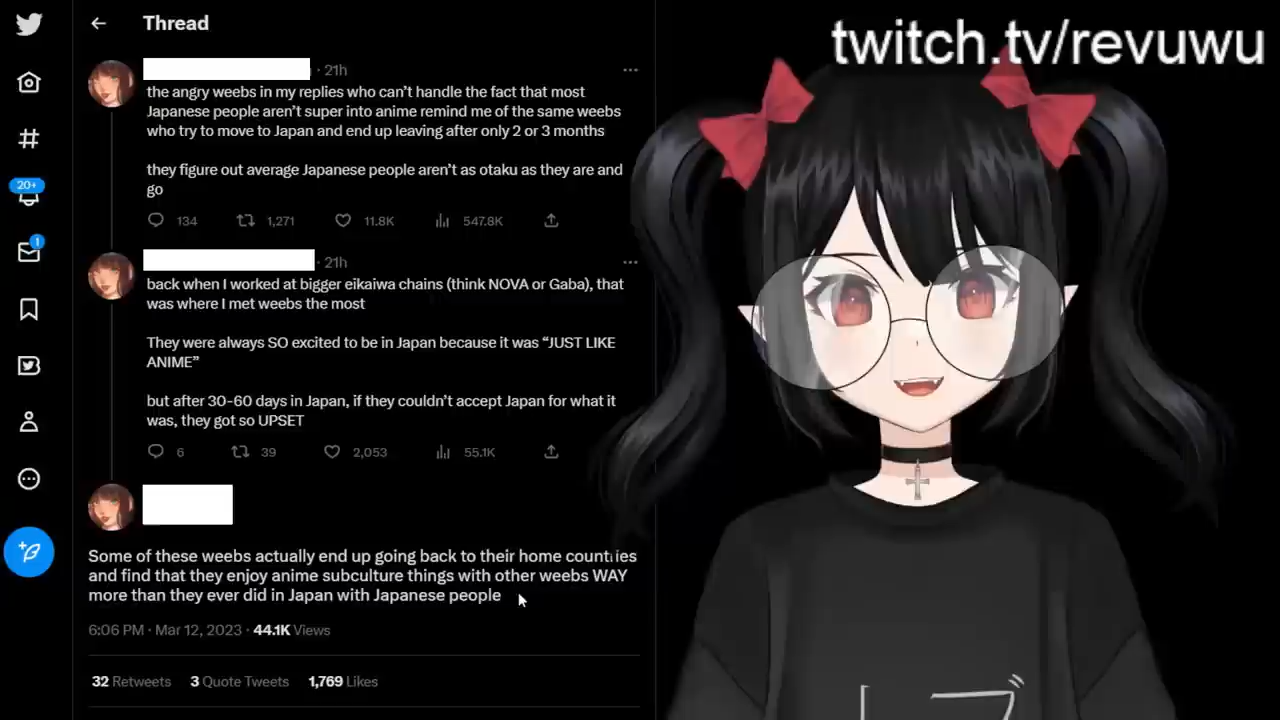 Thread
twitch.tv/revuwu
· 21h
the angry weebs in my replies who can’t handle the fact that most
Japanese people aren’t super into anime remind me of the same weebs
who try to move to Japan and end up leaving after only 2 or 3 months
they figure out average Japanese people aren’t as otaku as they are and
go
134 1,271 11.8K 547.8K
20+
1
· 21h
back when I worked at bigger eikaiwa chains (think NOVA or Gaba), that
was where I met weebs the most
They were always SO excited to be in Japan because it was “JUST LIKE
ANIME”
but after 30-60 days in Japan, if they couldn’t accept Japan for what it
was, they got so UPSET
6 39 2,053 55.1K
Some of these weebs actually end up going back to their home countries
and find that they enjoy anime subculture things with other weebs WAY
more than they ever did in Japan with Japanese people
6:06 PM · Mar 12, 2023 · 44.1K Views
32 Retweets 3 Quote Tweets 1,769 Likes